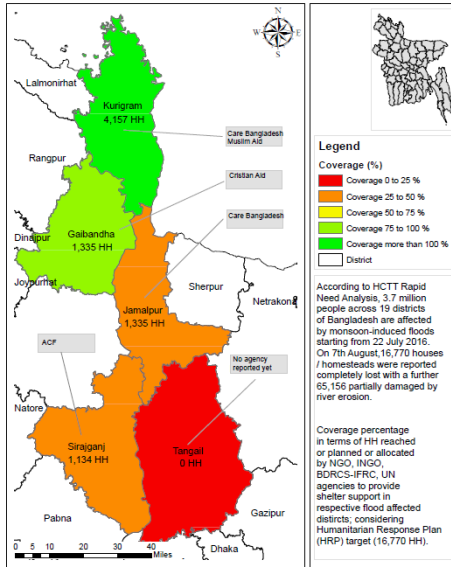 N
W
E
S
Lalmonirhat
Kurigram
4,157 HH
Care Bangladesh
Muslim Aid
Rangpur
Cristian Aid
Gaibandha
1,335 HH
Care Bangladesh
Dinajpur
Joypurhat
Sherpur
Netrakona
Jamalpur
1,335 HH
ACF
No agency
reported yet
Natore
Sirajganj
1,134 HH
Tangail
0 HH
Pabna
Gazipur
Dhaka
0 5 10 20 30 40
Miles
Legend
Coverage (%)
Coverage 0 to 25 %
Coverage 25 to 50 %
Coverage 50 to 75 %
Coverage 75 to 100 %
Coverage more than 100 %
District
According to HCTT Rapid
Need Analysis, 3.7 million
people across 19 districts
of Bangladesh are affected
by monsoon-induced floods
starting from 22 July 2016.
On 7th August,16,770 houses
/ homesteads were reported
completely lost with a further
65,156 partially damaged by
river erosion.
Coverage percentage
in terms of HH reached
or planned or allocated
by NGO, INGO,
BDRCS-IFRC, UN
agencies to provide
shelter support in
respective flood affected
distircts; considering
Humanitarian Response Plan
(HRP) target (16,770 HH).